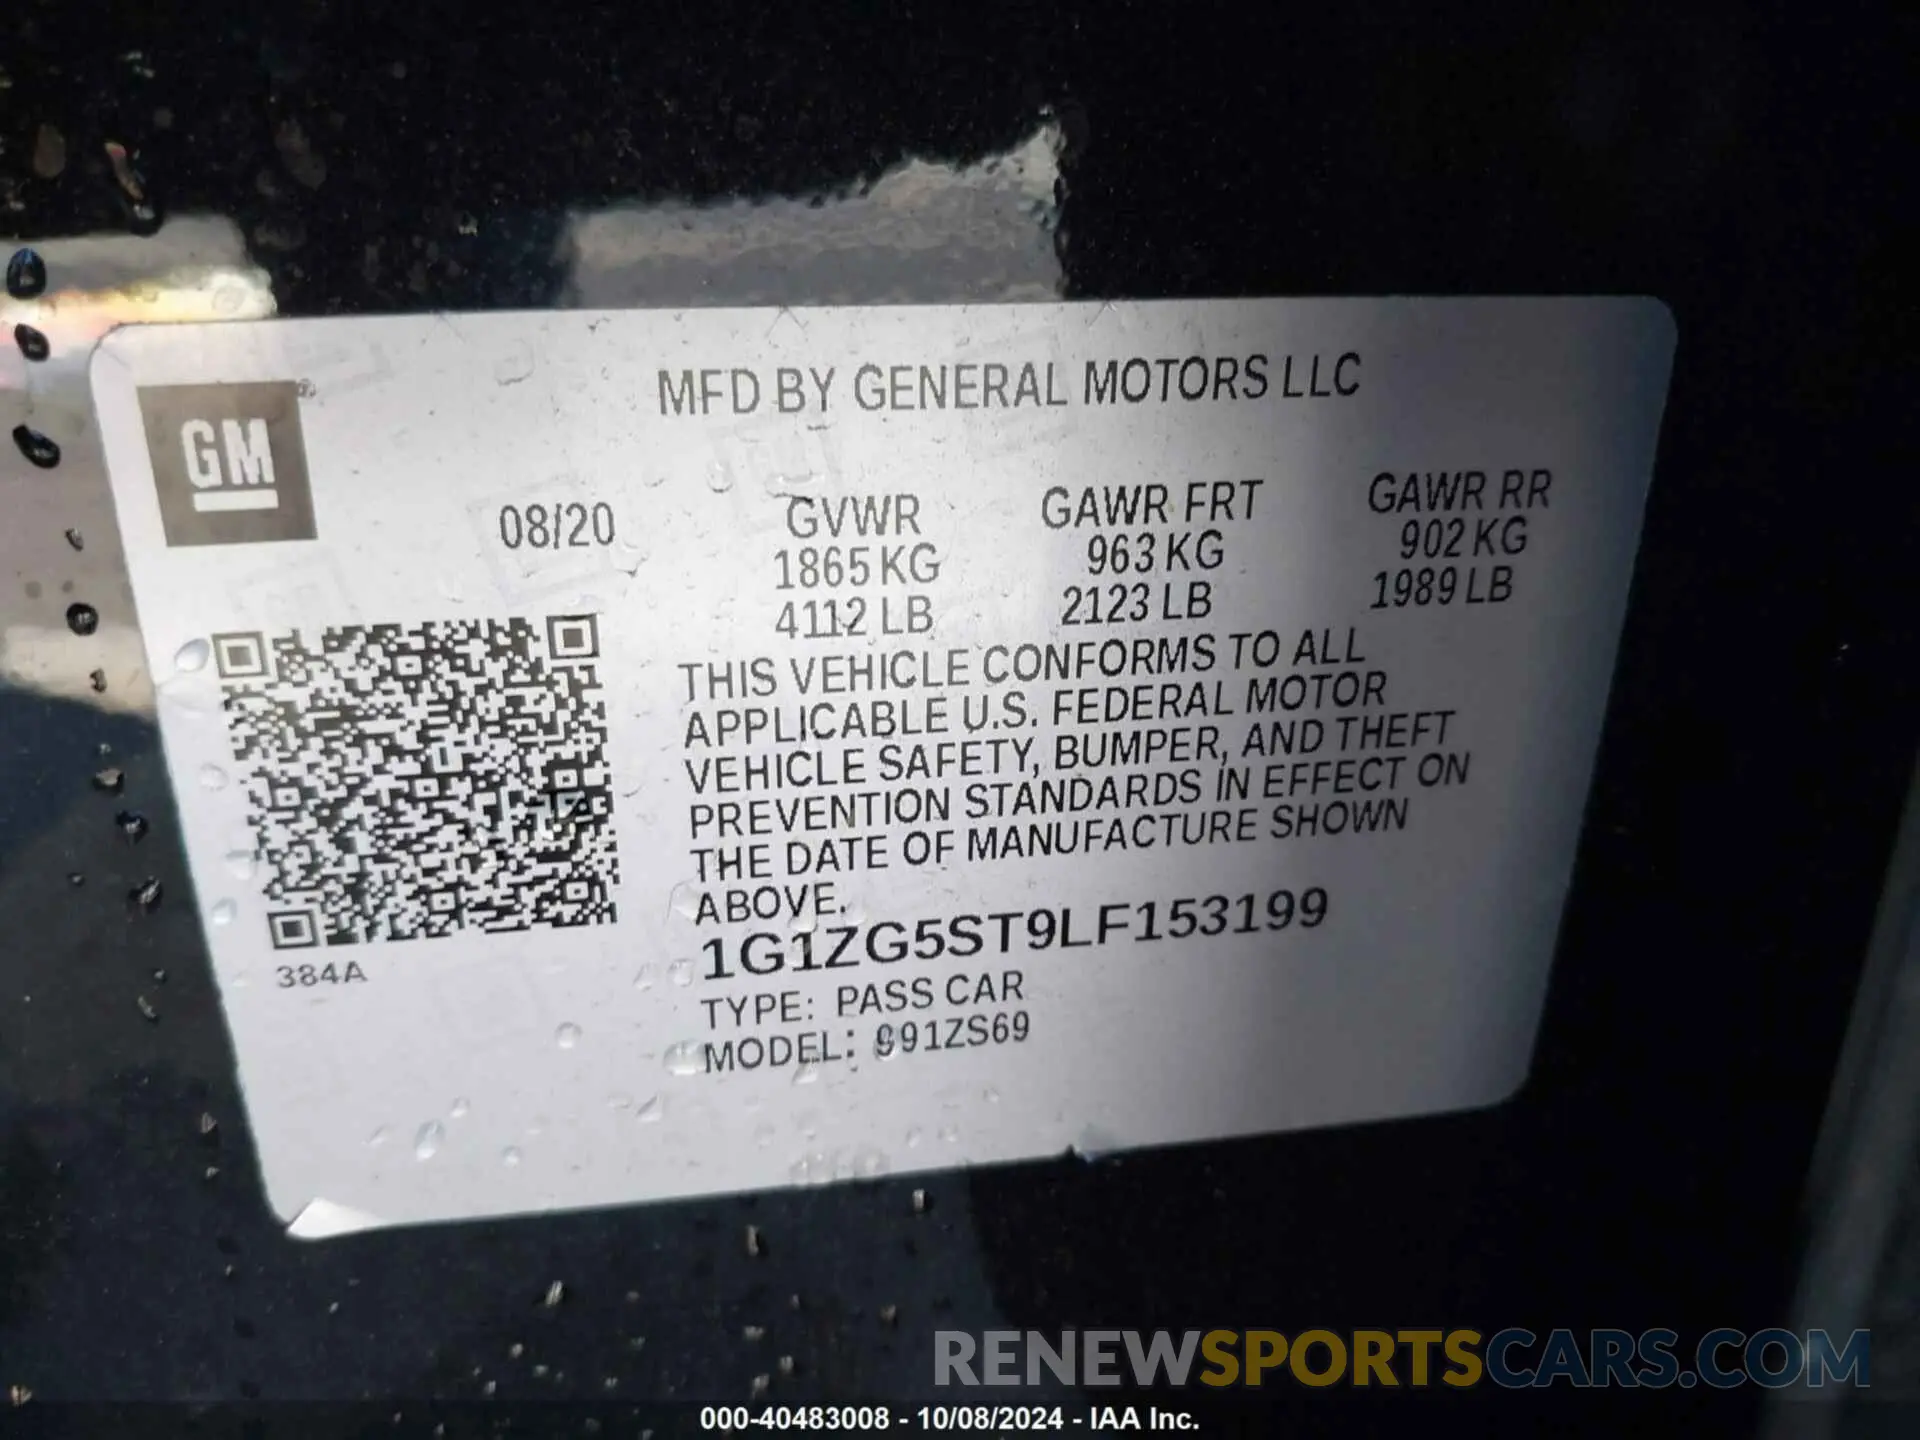 MFD BY GENERAL MOTORS LLC
GM®
08/20
GVWR GAWR FRT GAWR RR
1865 KG 963 KG 902 KG
4112 LB 2123 LB 1989 LB
THIS VEHICLE CONFORMS TO ALL
APPLICABLE U.S. FEDERAL MOTOR
VEHICLE SAFETY, BUMPER, AND THEFT
PREVENTION STANDARDS IN EFFECT ON
THE DATE OF MANUFACTURE SHOWN
ABOVE.
1G1ZG5ST9LF153199
384A
TYPE: PASS CAR
MODEL: 991ZS69
RENEWSPORTSCARS.COM
000-40483008 - 10/08/2024 - IAA Inc.